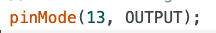 pinMode(13, OUTPUT);